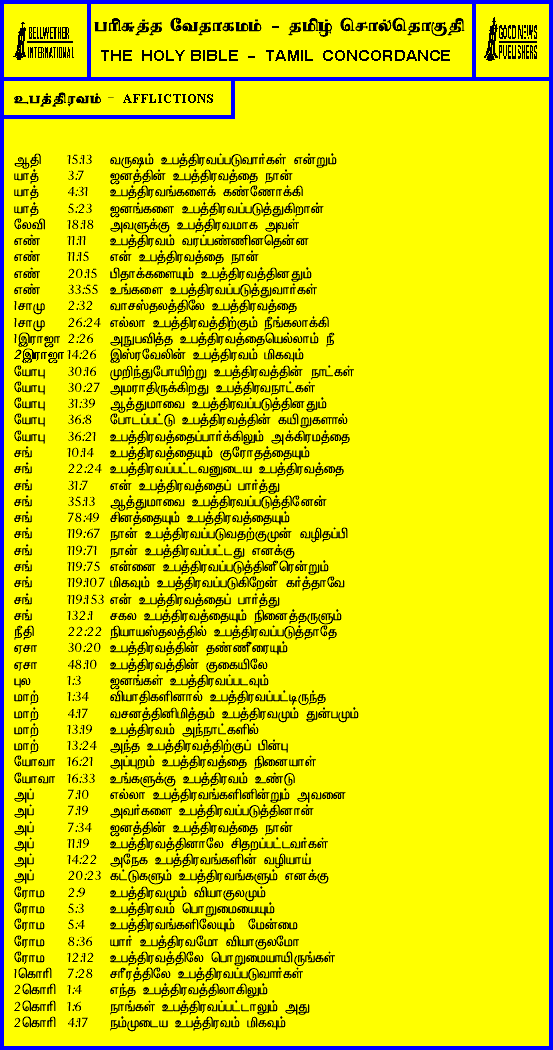 BELLWETHER
INTERNATIONAL
பரிசுத்த வேதாகமம் - தமிழ் சொல்தொகுதி
THE HOLY BIBLE - TAMIL CONCORDANCE
GOOD NEWS
PUBLISHERS
உபத்திரவம் - AFFLICTIONS
ஆதி 15:13 வருஷம் உபத்திரவப்படுவார்கள் என்றும்
யாத் 3:7 ஜனத்தின் உபத்திரவத்தை நான்
யாத் 4:31 உபத்திரவங்களைக் கண்ணோக்கி
யாத் 5:23 ஜனங்களை உபத்திரவப்படுத்துகிறான்
லேவி 18:18 அவளுக்கு உபத்திரவமாக அவள்
எண் 11:11 உபத்திரவம் வரப்பண்ணினதென்ன
எண் 11:15 என் உபத்திரவத்தை நான்
எண் 20:15 பிதாக்களையும் உபத்திரவத்தினதும்
எண் 33:55 உங்களை உபத்திரவப்படுத்துவார்கள்
1சாமு 2:32 வாசஸ்தலத்திலே உபத்திரவத்தை
1சாமு 26:24 எல்லா உபத்திரவத்திற்கும் நீங்கலாக்கி
1இராஜா 2:26 அநுபவித்த உபத்திரவத்தையெல்லாம் நீ
2இராஜா 14:26 இஸ்ரவேலின் உபத்திரவம் மிகவும்
யோபு 30:16 முறிந்துபோயிற்று உபத்திரவத்தின் நாட்கள்
யோபு 30:27 அமராதிருக்கிறது உபத்திரவநாட்கள்
யோபு 31:39 ஆத்துமாவை உபத்திரவப்படுத்தினதும்
யோபு 36:8 போடப்பட்டு உபத்திரவத்தின் கயிறுகளால்
யோபு 36:21 உபத்திரவத்தைப்பார்க்கிலும் அக்கிரமத்தை
சங் 10:14 உபத்திரவத்தையும் குரோதத்தையும்
சங் 22:24 உபத்திரவப்பட்டவனுடைய உபத்திரவத்தை
சங் 31:7 என் உபத்திரவத்தைப் பார்த்து
சங் 35:13 ஆத்துமாவை உபத்திரவப்படுத்தினேன்
சங் 78:49 சினத்தையும் உபத்திரவத்தையும்
சங் 119:67 நான் உபத்திரவப்படுவதற்குமுன் வழிதப்பி
சங் 119:71 நான் உபத்திரவப்பட்டது எனக்கு
சங் 119:75 என்னை உபத்திரவப்படுத்தினீரென்றும்
சங் 119:107 மிகவும் உபத்திரவப்படுகிறேன் கர்த்தாவே
சங் 119:153 என் உபத்திரவத்தைப் பார்த்து
சங் 132:1 சகல உபத்திரவத்தையும் நினைத்தருளும்
நீதி 22:22 நியாயஸ்தலத்தில் உபத்திரவப்படுத்தாதே
ஏசா 30:20 உபத்திரவத்தின் தண்ணீரையும்
ஏசா 48:10 உபத்திரவத்தின் குகையிலே
புல 1:3 ஜனங்கள் உபத்திரவப்படவும்
மாற் 1:34 வியாதிகளினால் உபத்திரவப்பட்டிருந்த
மாற் 4:17 வசனத்தினிமித்தம் உபத்திரவமும் துன்பமும்
மாற் 13:19 உபத்திரவம் அந்நாட்களில்
மாற் 13:24 அந்த உபத்திரவத்திற்குப் பின்பு
யோவா 16:21 அப்புறம் உபத்திரவத்தை நினையாள்
யோவா 16:33 உங்களுக்கு உபத்திரவம் உண்டு
அப் 7:10 எல்லா உபத்திரவங்களினின்றும் அவனை
அப் 7:19 அவர்களை உபத்திரவப்படுத்தினான்
அப் 7:34 ஜனத்தின் உபத்திரவத்தை நான்
அப் 11:19 உபத்திரவத்தினாலே சிதறப்பட்டவர்கள்
அப் 14:22 அநேக உபத்திரவங்களின் வழியாய்
அப் 20:23 கட்டுகளும் உபத்திரவங்களும் எனக்கு
ரோம 2:9 உபத்திரவமும் வியாகுலமும்
ரோம 5:3 உபத்திரவம் பொறுமையையும்
ரோம 5:4 உபத்திரவங்களிலேயும் மேன்மை
ரோம 8:36 யார் உபத்திரவமோ வியாகுலமோ
ரோம 12:12 உபத்திரவத்திலே பொறுமையாயிருங்கள்
1கொரி 7:28 சரீரத்திலே உபத்திரவப்படுவார்கள்
2கொரி 1:4 எந்த உபத்திரவத்திலாகிலும்
2கொரி 1:6 நாங்கள் உபத்திரவப்பட்டாலும் அது
2கொரி 4:17 நம்முடைய உபத்திரவம் மிகவும்